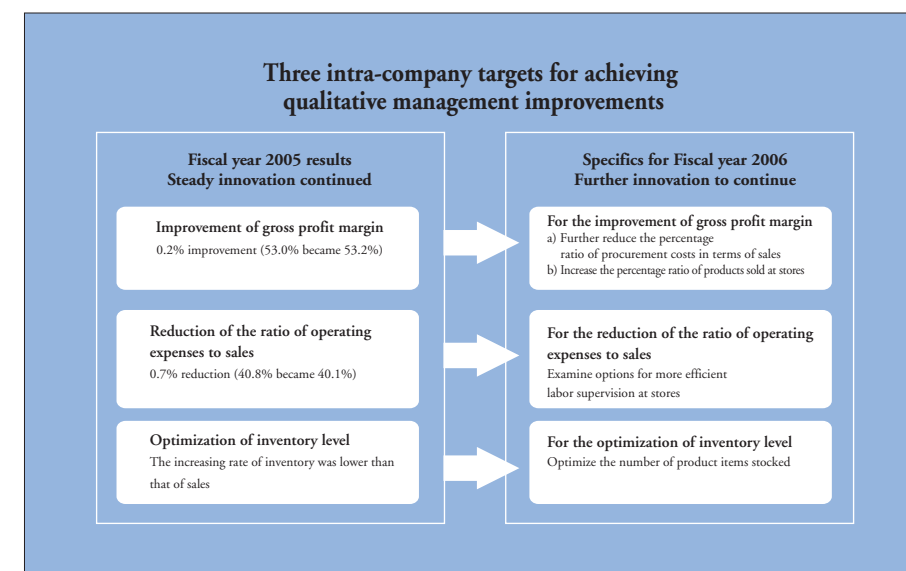 Three intra-company targets for achieving
qualitative management improvements
Fiscal year 2005 results
Steady innovation continued
Improvement of gross profit margin
0.2% improvement (53.0% became 53.2%)
Reduction of the ratio of operating
expenses to sales
0.7% reduction (40.8% became 40.1%)
Optimization of inventory level
The increasing rate of inventory was lower than
that of sales
Specifics for Fiscal year 2006
Further innovation to continue
For the improvement of gross profit margin
a) Further reduce the percentage
ratio of procurement costs in terms of sales
b) Increase the percentage ratio of products sold at stores
For the reduction of the ratio of operating
expenses to sales
Examine options for more efficient
labor supervision at stores
For the optimization of inventory level
Optimize the number of product items stocked